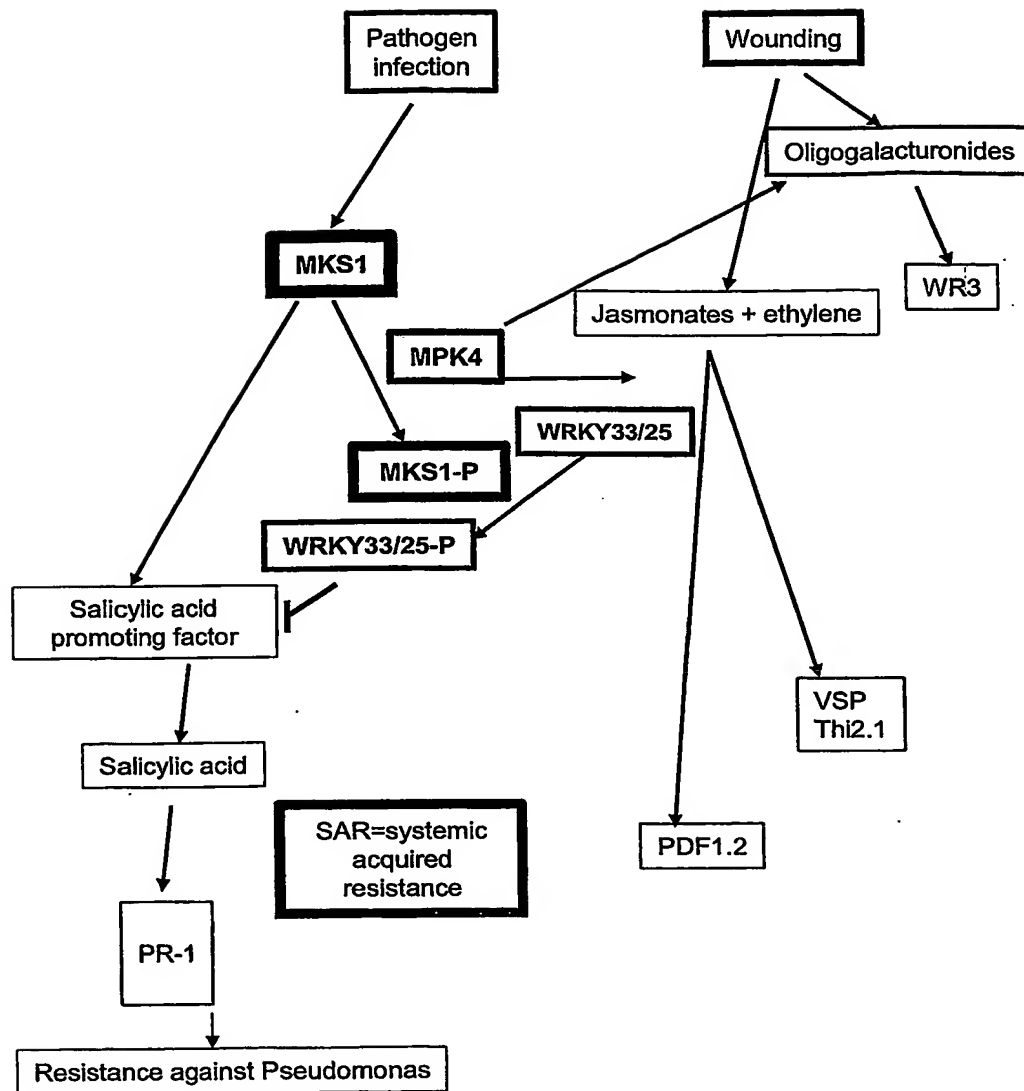 Pathogen
infection
Wounding
Oligogalacturonides
MKS1
WR3
Jasmonates + ethylene
MPK4
WRKY33/25
MKS1-P
WRKY33/25-P
Salicylic acid
promoting factor
VSP
Thi2.1
Salicylic acid
SAR=systemic
acquired
resistance
PDF1.2
PR-1
Resistance against Pseudomonas